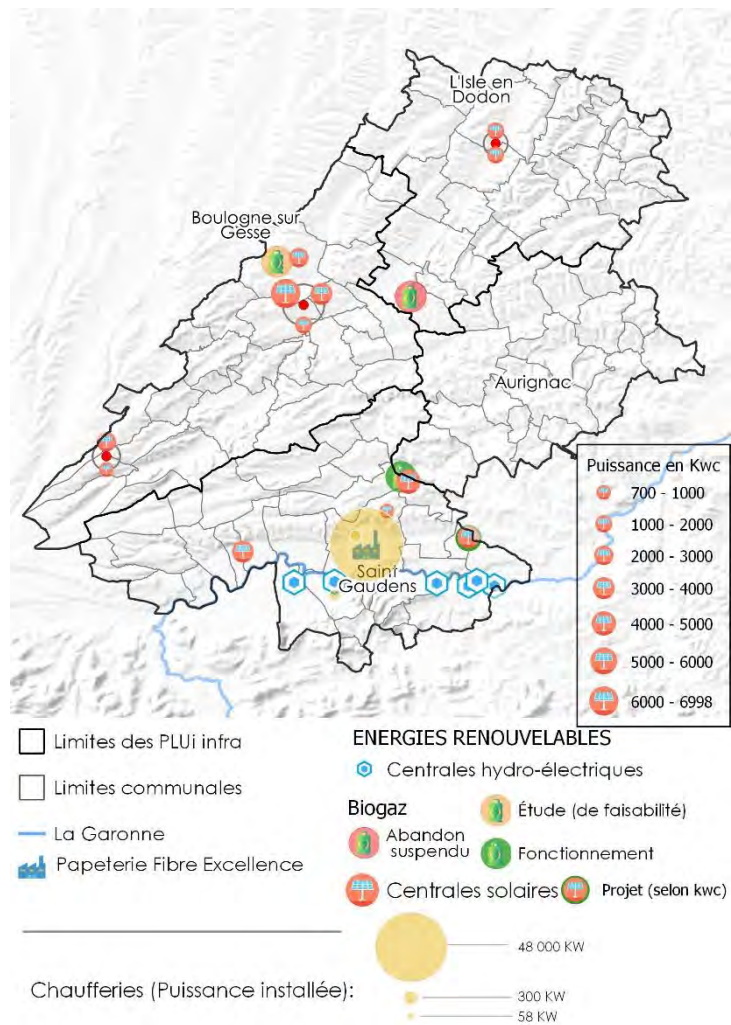 L'Isle en
Dodon
Boulogne sur
Gesse
Aurignac
Saint
Gaudens
Puissance en Kwc
700 - 1000
1000 - 2000
2000 - 3000
3000 - 4000
4000 - 5000
5000 - 6000
6000 - 6998
Limites des PLUi infra
Limites communales
La Garonne
Papeterie Fibre Excellence
ENERGIES RENOUVELABLES
Centrales hydro-électriques
Biogaz
Étude (de faisabilité)
Abandon
suspendu
Fonctionnement
Centrales solaires
Projet (selon kwc)
Chaufferies (Puissance installée):
48 000 KW
300 KW
58 KW